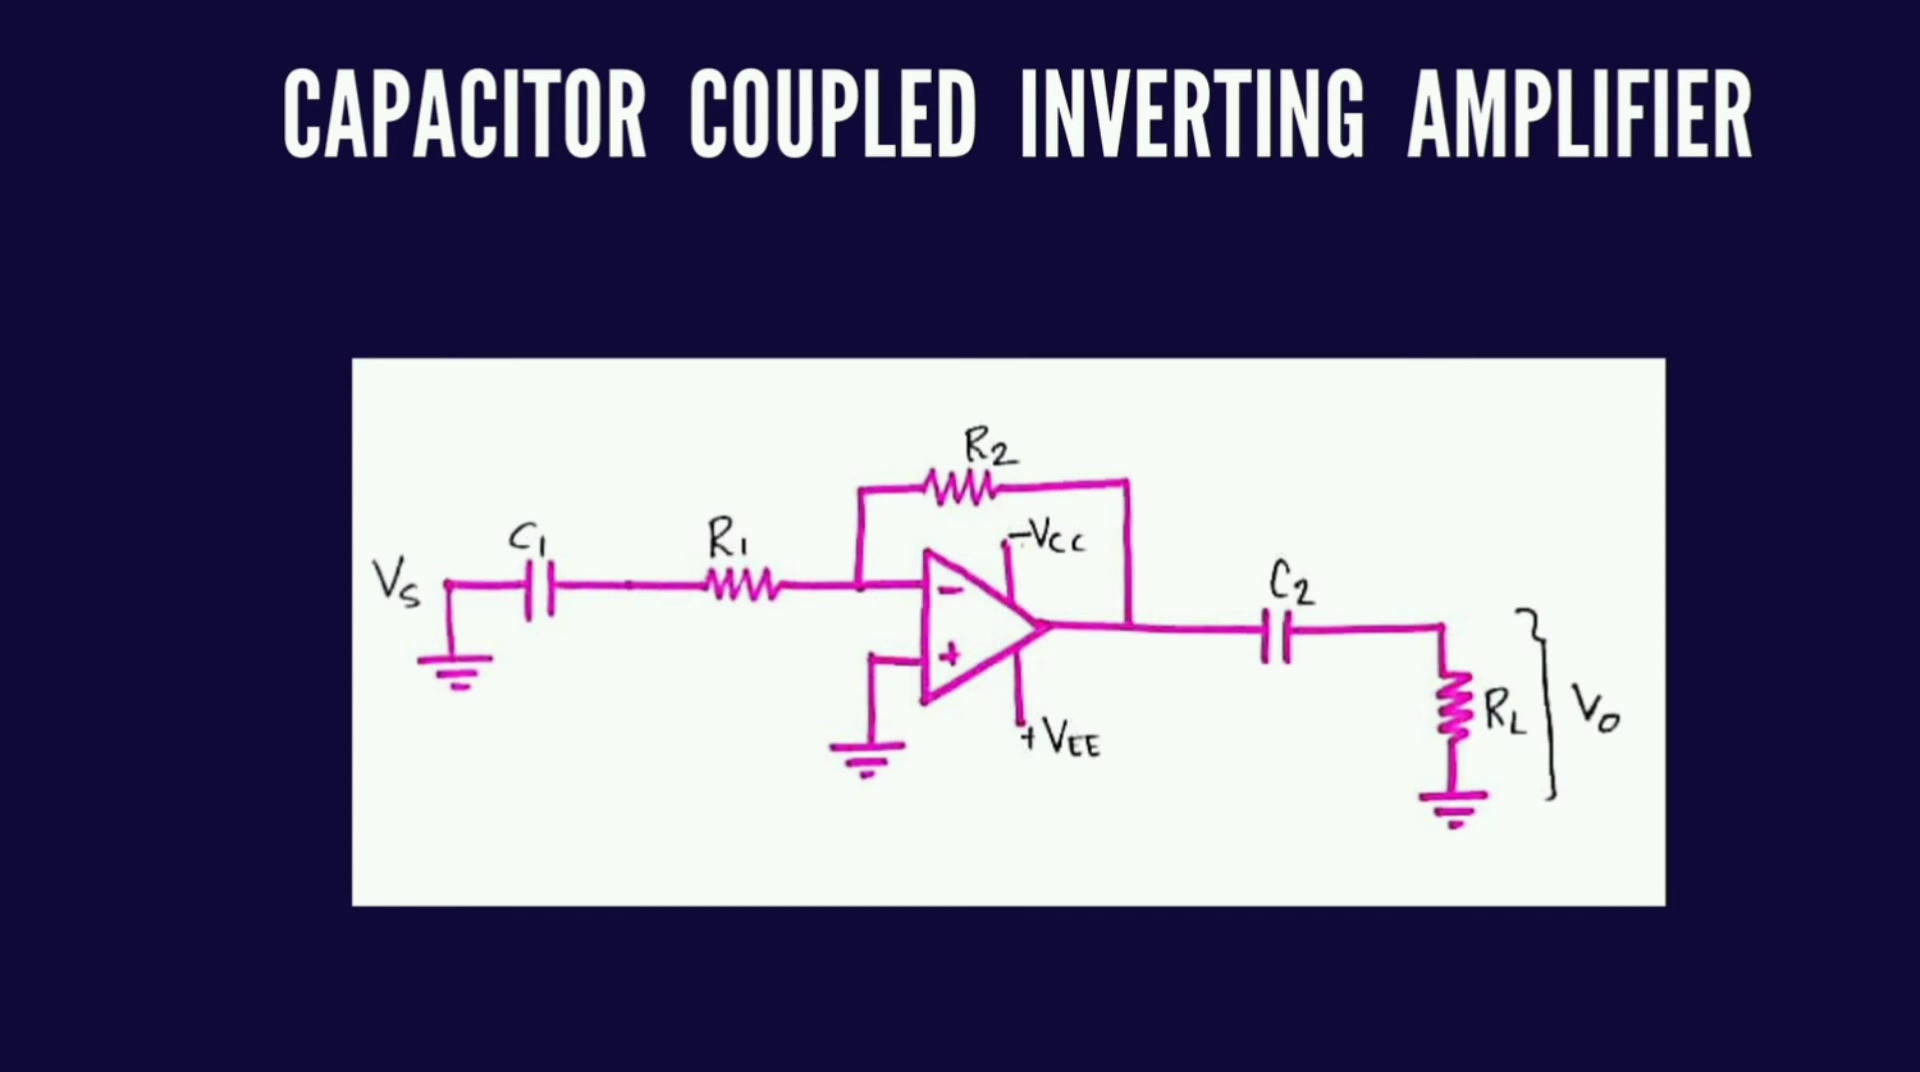 CAPACITOR COUPLED INVERTING AMPLIFIER
R2
-VCC
C1
R1
VS
C2
-
+
RL
VO
+VEE